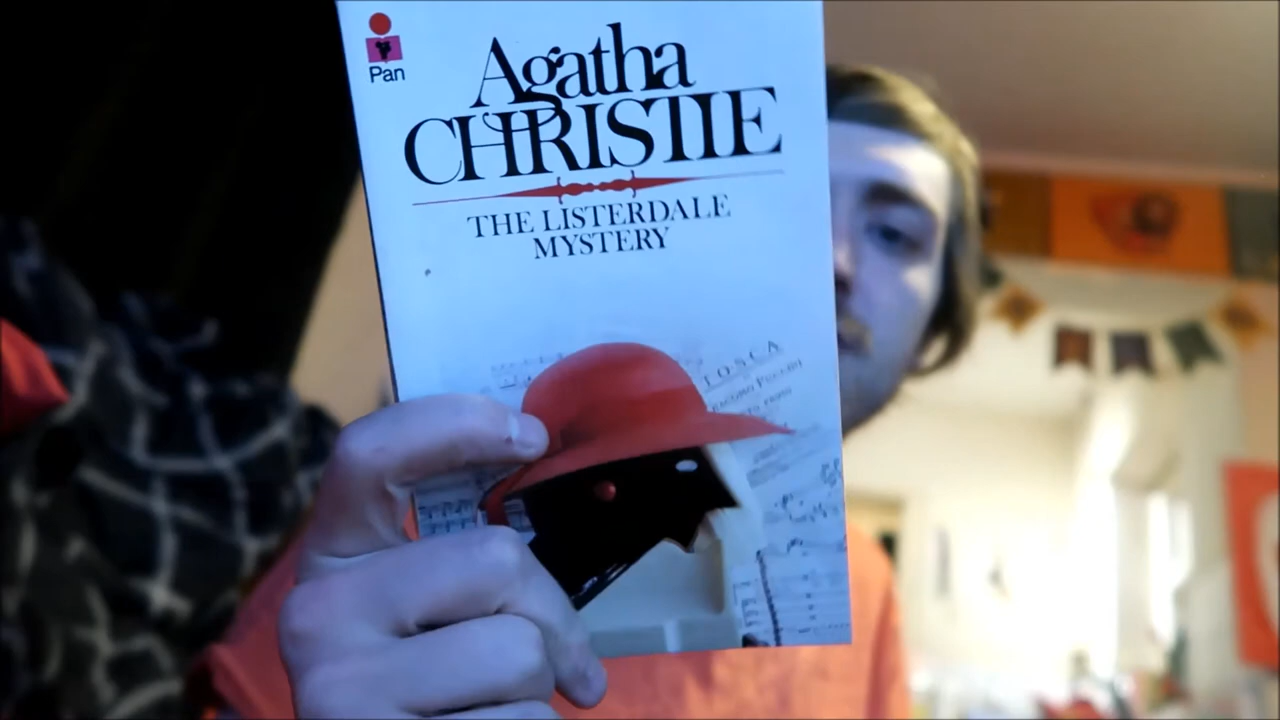 Pan
Agatha
CHRISTIE
THE LISTERDALE
MYSTERY
TOSCA